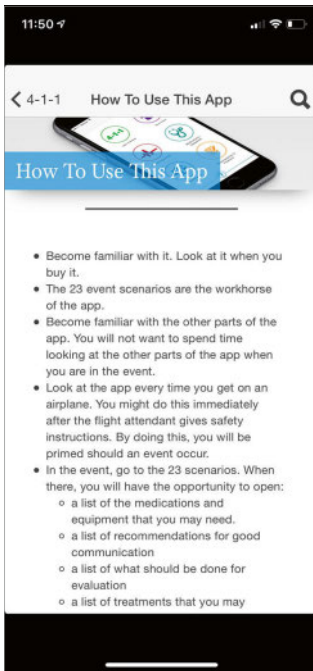 11:50
4-1-1
How To Use This App
How To Use This App
• Become familiar with it. Look at it when you
buy it.
• The 23 event scenarios are the workhorse
of the app.
• Become familiar with the other parts of the
app. You will not want to spend time
looking at the other parts of the app when
you are in the event.
• Look at the app every time you get on an
airplane. You might do this immediately
after the flight attendant gives safety
instructions. By doing this, you will be
primed should an event occur.
• In the event, go to the 23 scenarios. When
there, you will have the opportunity to open:
◦ a list of the medications and
equipment that you may need.
◦ a list of recommendations for good
communication
◦ a list of what should be done for
evaluation
◦ a list of treatments that you may